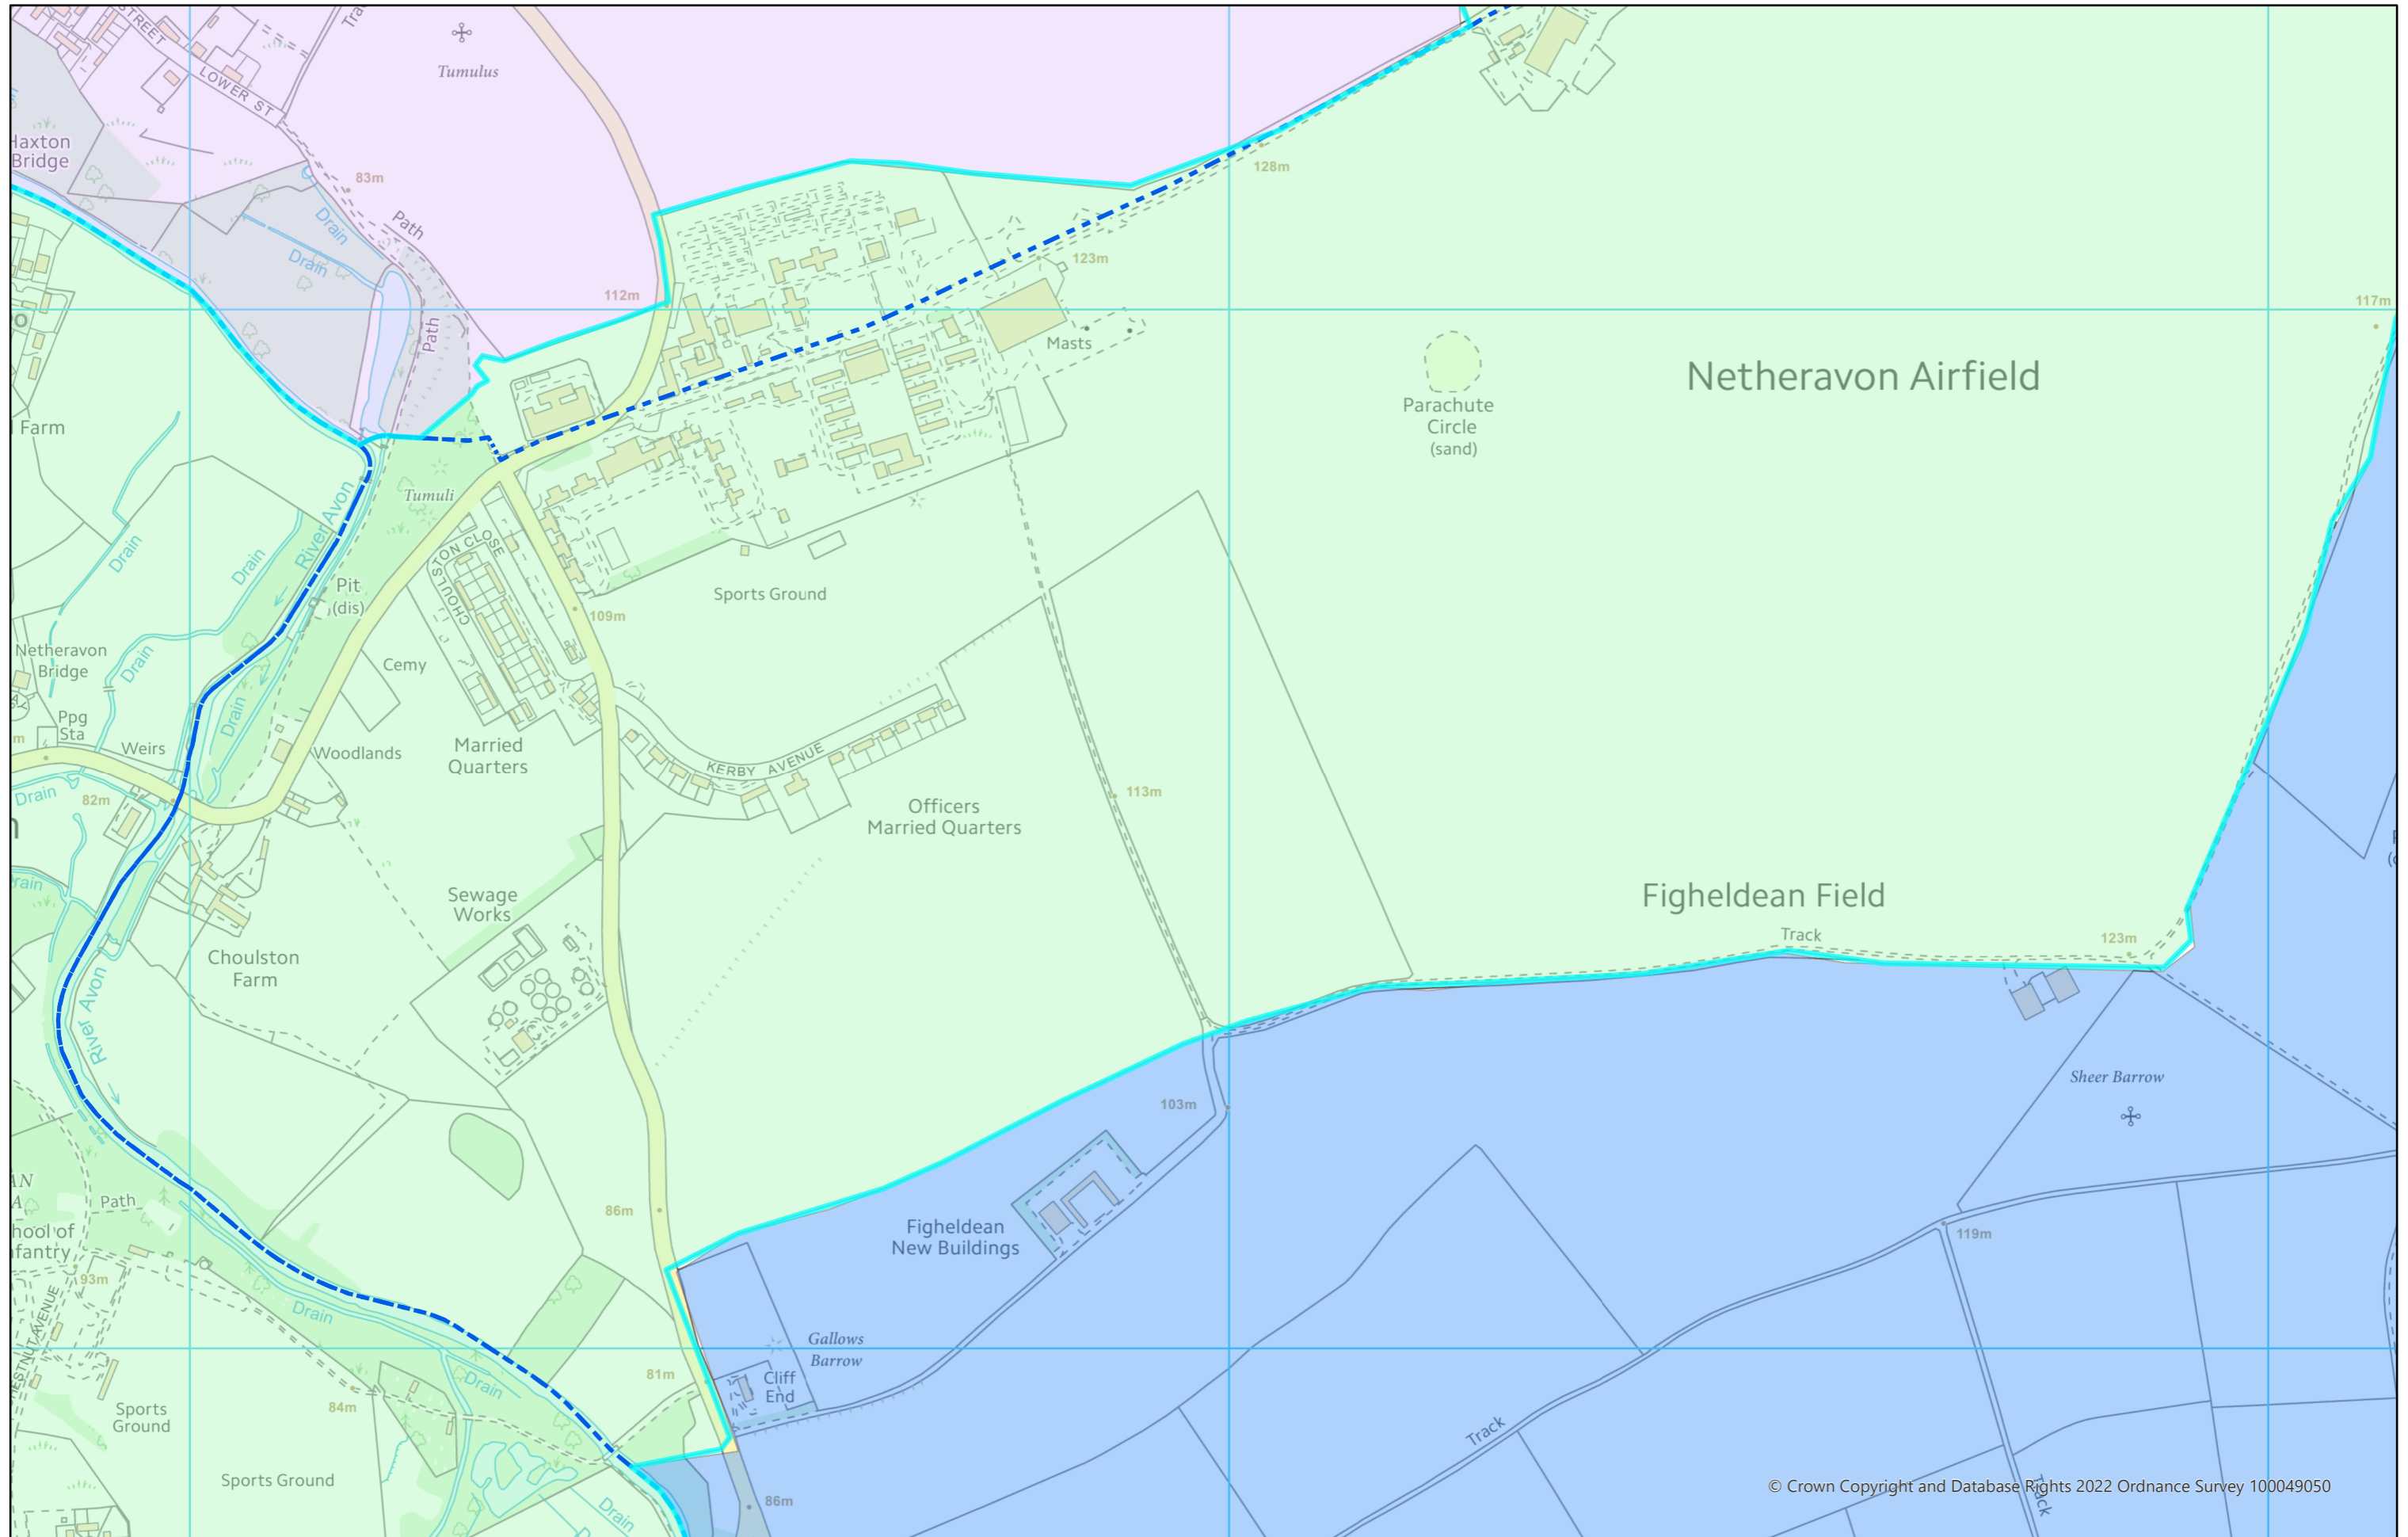 STREET
LOWER ST
Tumulus
Haxton
Bridge
83m
Path
Drain
Drain
Path
112m
128m
123m
117m
Masts
Parachute
Circle
(sand)
Netheravon Airfield
Farm
Tumuli
River Avon
Drain
Drain
Pit
(dis)
CHOULSTON CLOSE
109m
Sports Ground
Netheravon
Bridge
Drain
Cemy
Drain
Ppg
Sta
Weirs
Woodlands
Married
Quarters
KERBY AVENUE
Drain
82m
113m
Officers
Married Quarters
Sewage
Works
Figheldean Field
Track
123m
Choulston
Farm
River Avon
103m
Sheer Barrow
Path
86m
Figheldean
New Buildings
119m
93m
Drain
Gallows
Barrow
81m
Cliff
End
Drain
84m
Sports
Ground
Sports Ground
Track
86m
Drain
Track
© Crown Copyright and Database Rights 2022 Ordnance Survey 100049050